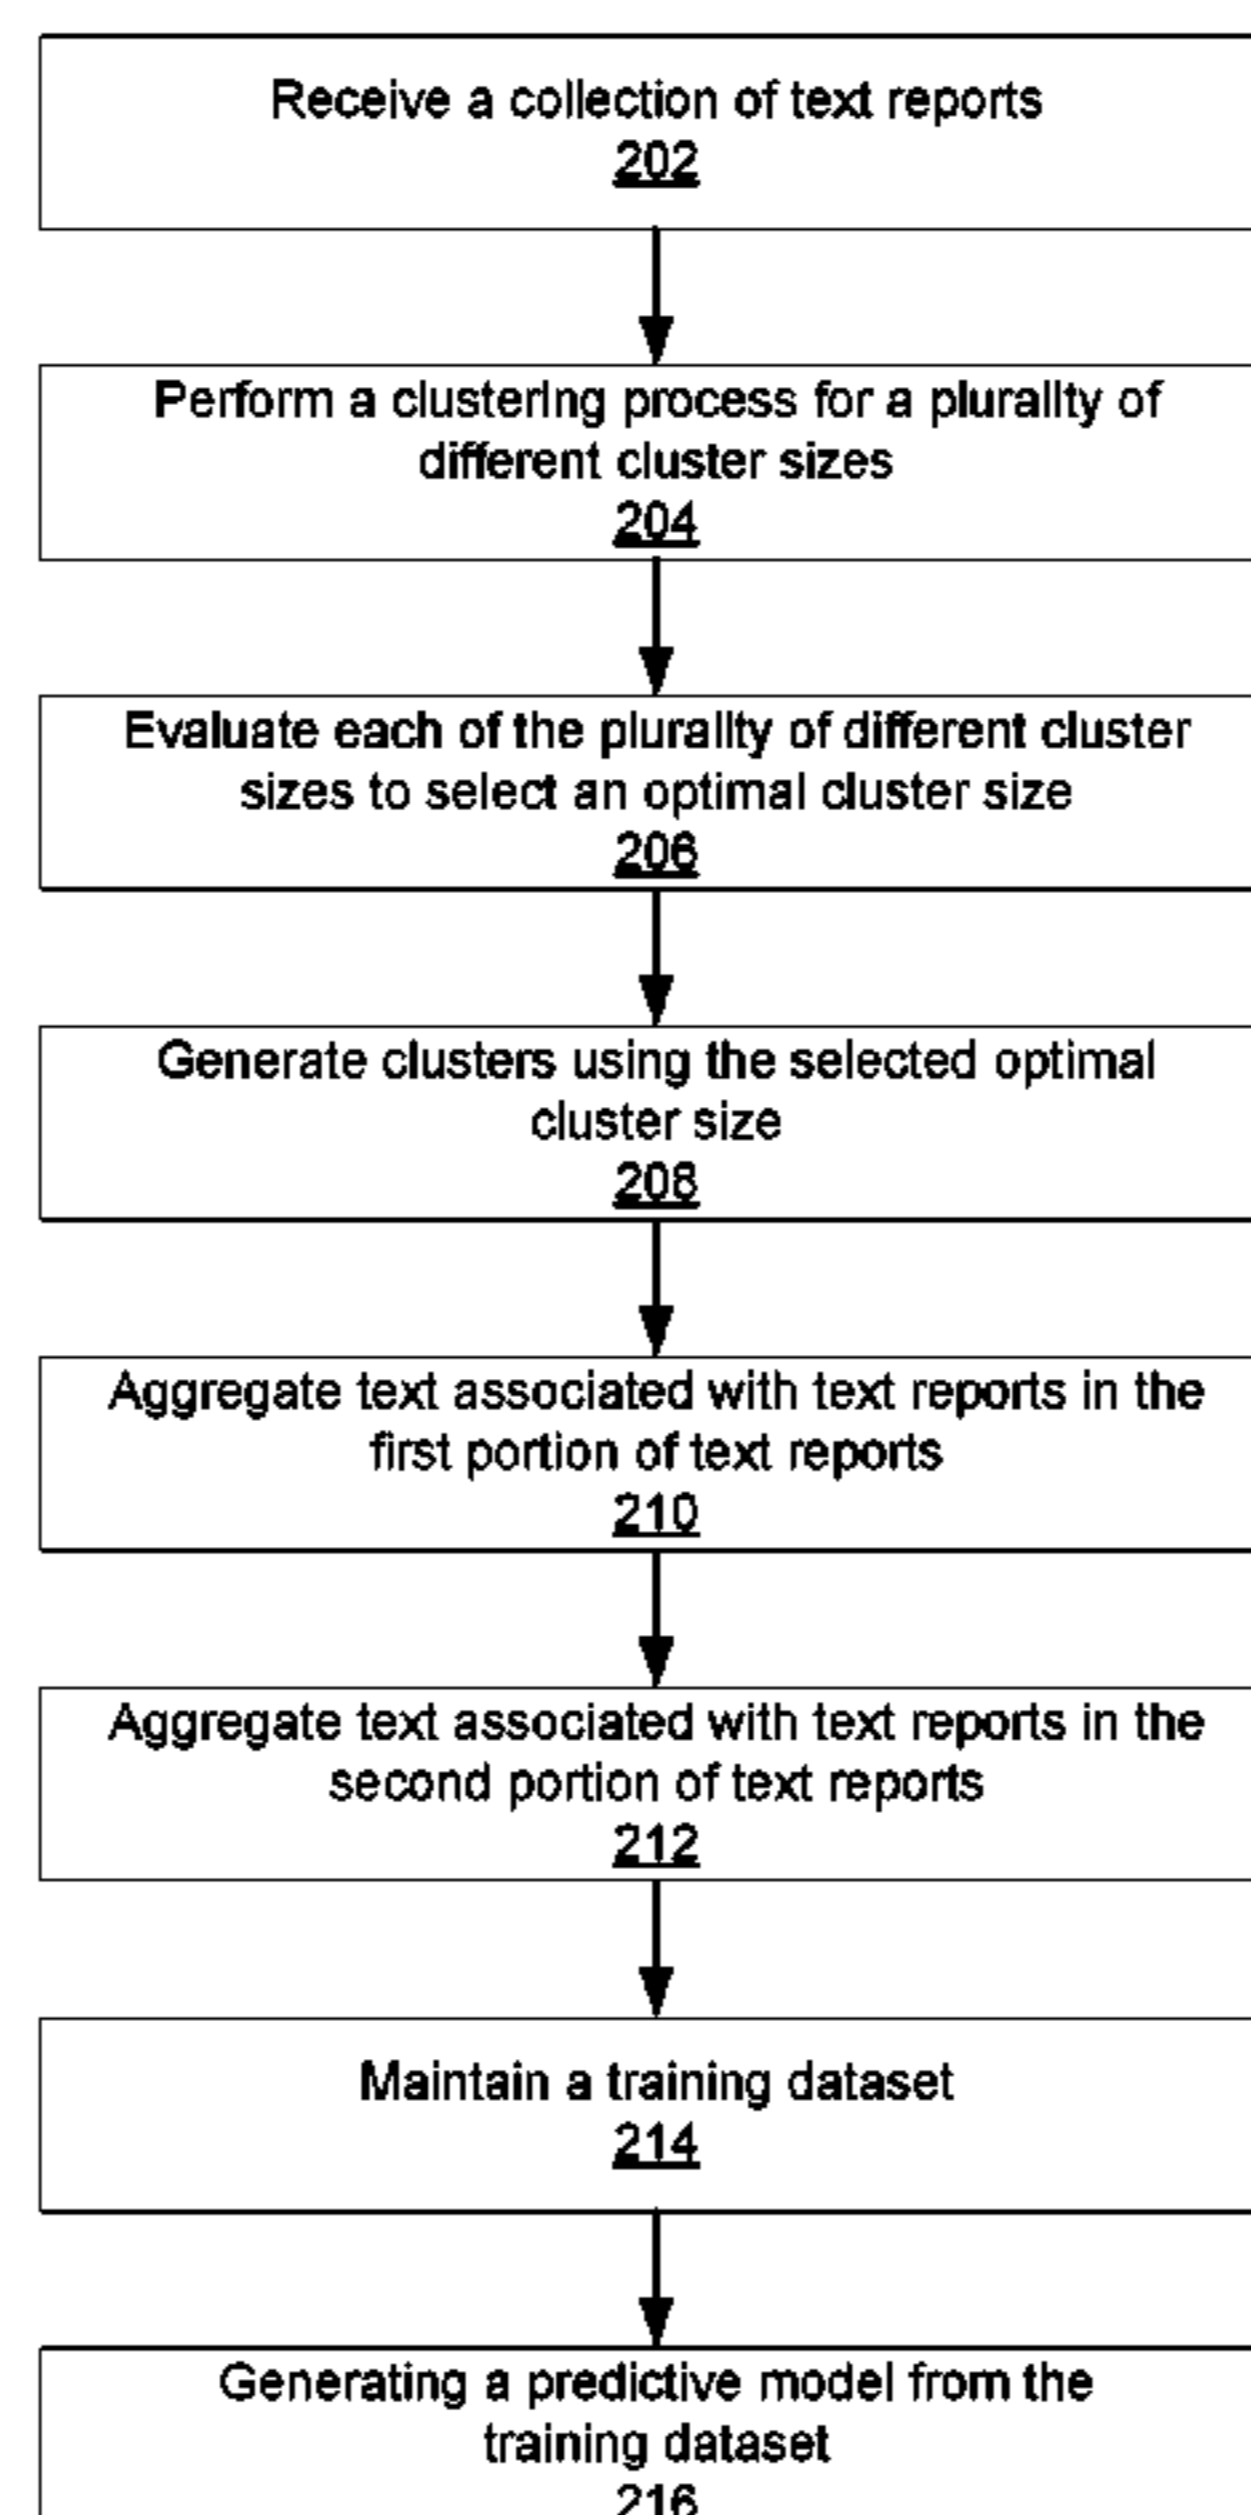 Receive a collection of text reports
202
Perform a clustering process for a plurality of
different cluster sizes
204
Evaluate each of the plurality of different cluster
sizes to select an optimal cluster size
206
Generate clusters using the selected optimal
cluster size
208
Aggregate text associated with text reports in the
first portion of text reports
210
Aggregate text associated with text reports in the
second portion of text reports
212
Maintain a training dataset
214
Generating a predictive model from the
training dataset
216